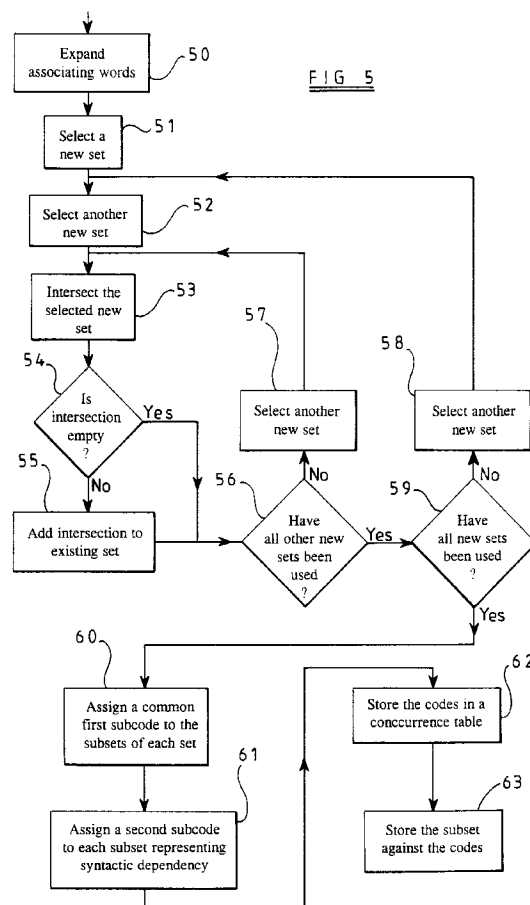 Expand
associating words
50
FIG 5
Select a
new set
51
Select another
new set
52
Intersect the
selected new
set
53
54
Is
intersection
empty
?
Yes
No
55
Add intersection to
existing set
57
Select another
new set
No
56
Have
all other new
sets been
used
?
Yes
58
Select another
new set
No
59
Have
all new sets
been used
?
Yes
60
Assign a common
first subcode to the
subsets of each set
61
Assign a second subcode
to each subset representing
syntactic dependency
62
Store the codes in a
conccurrence table
63
Store the subset
against the codes